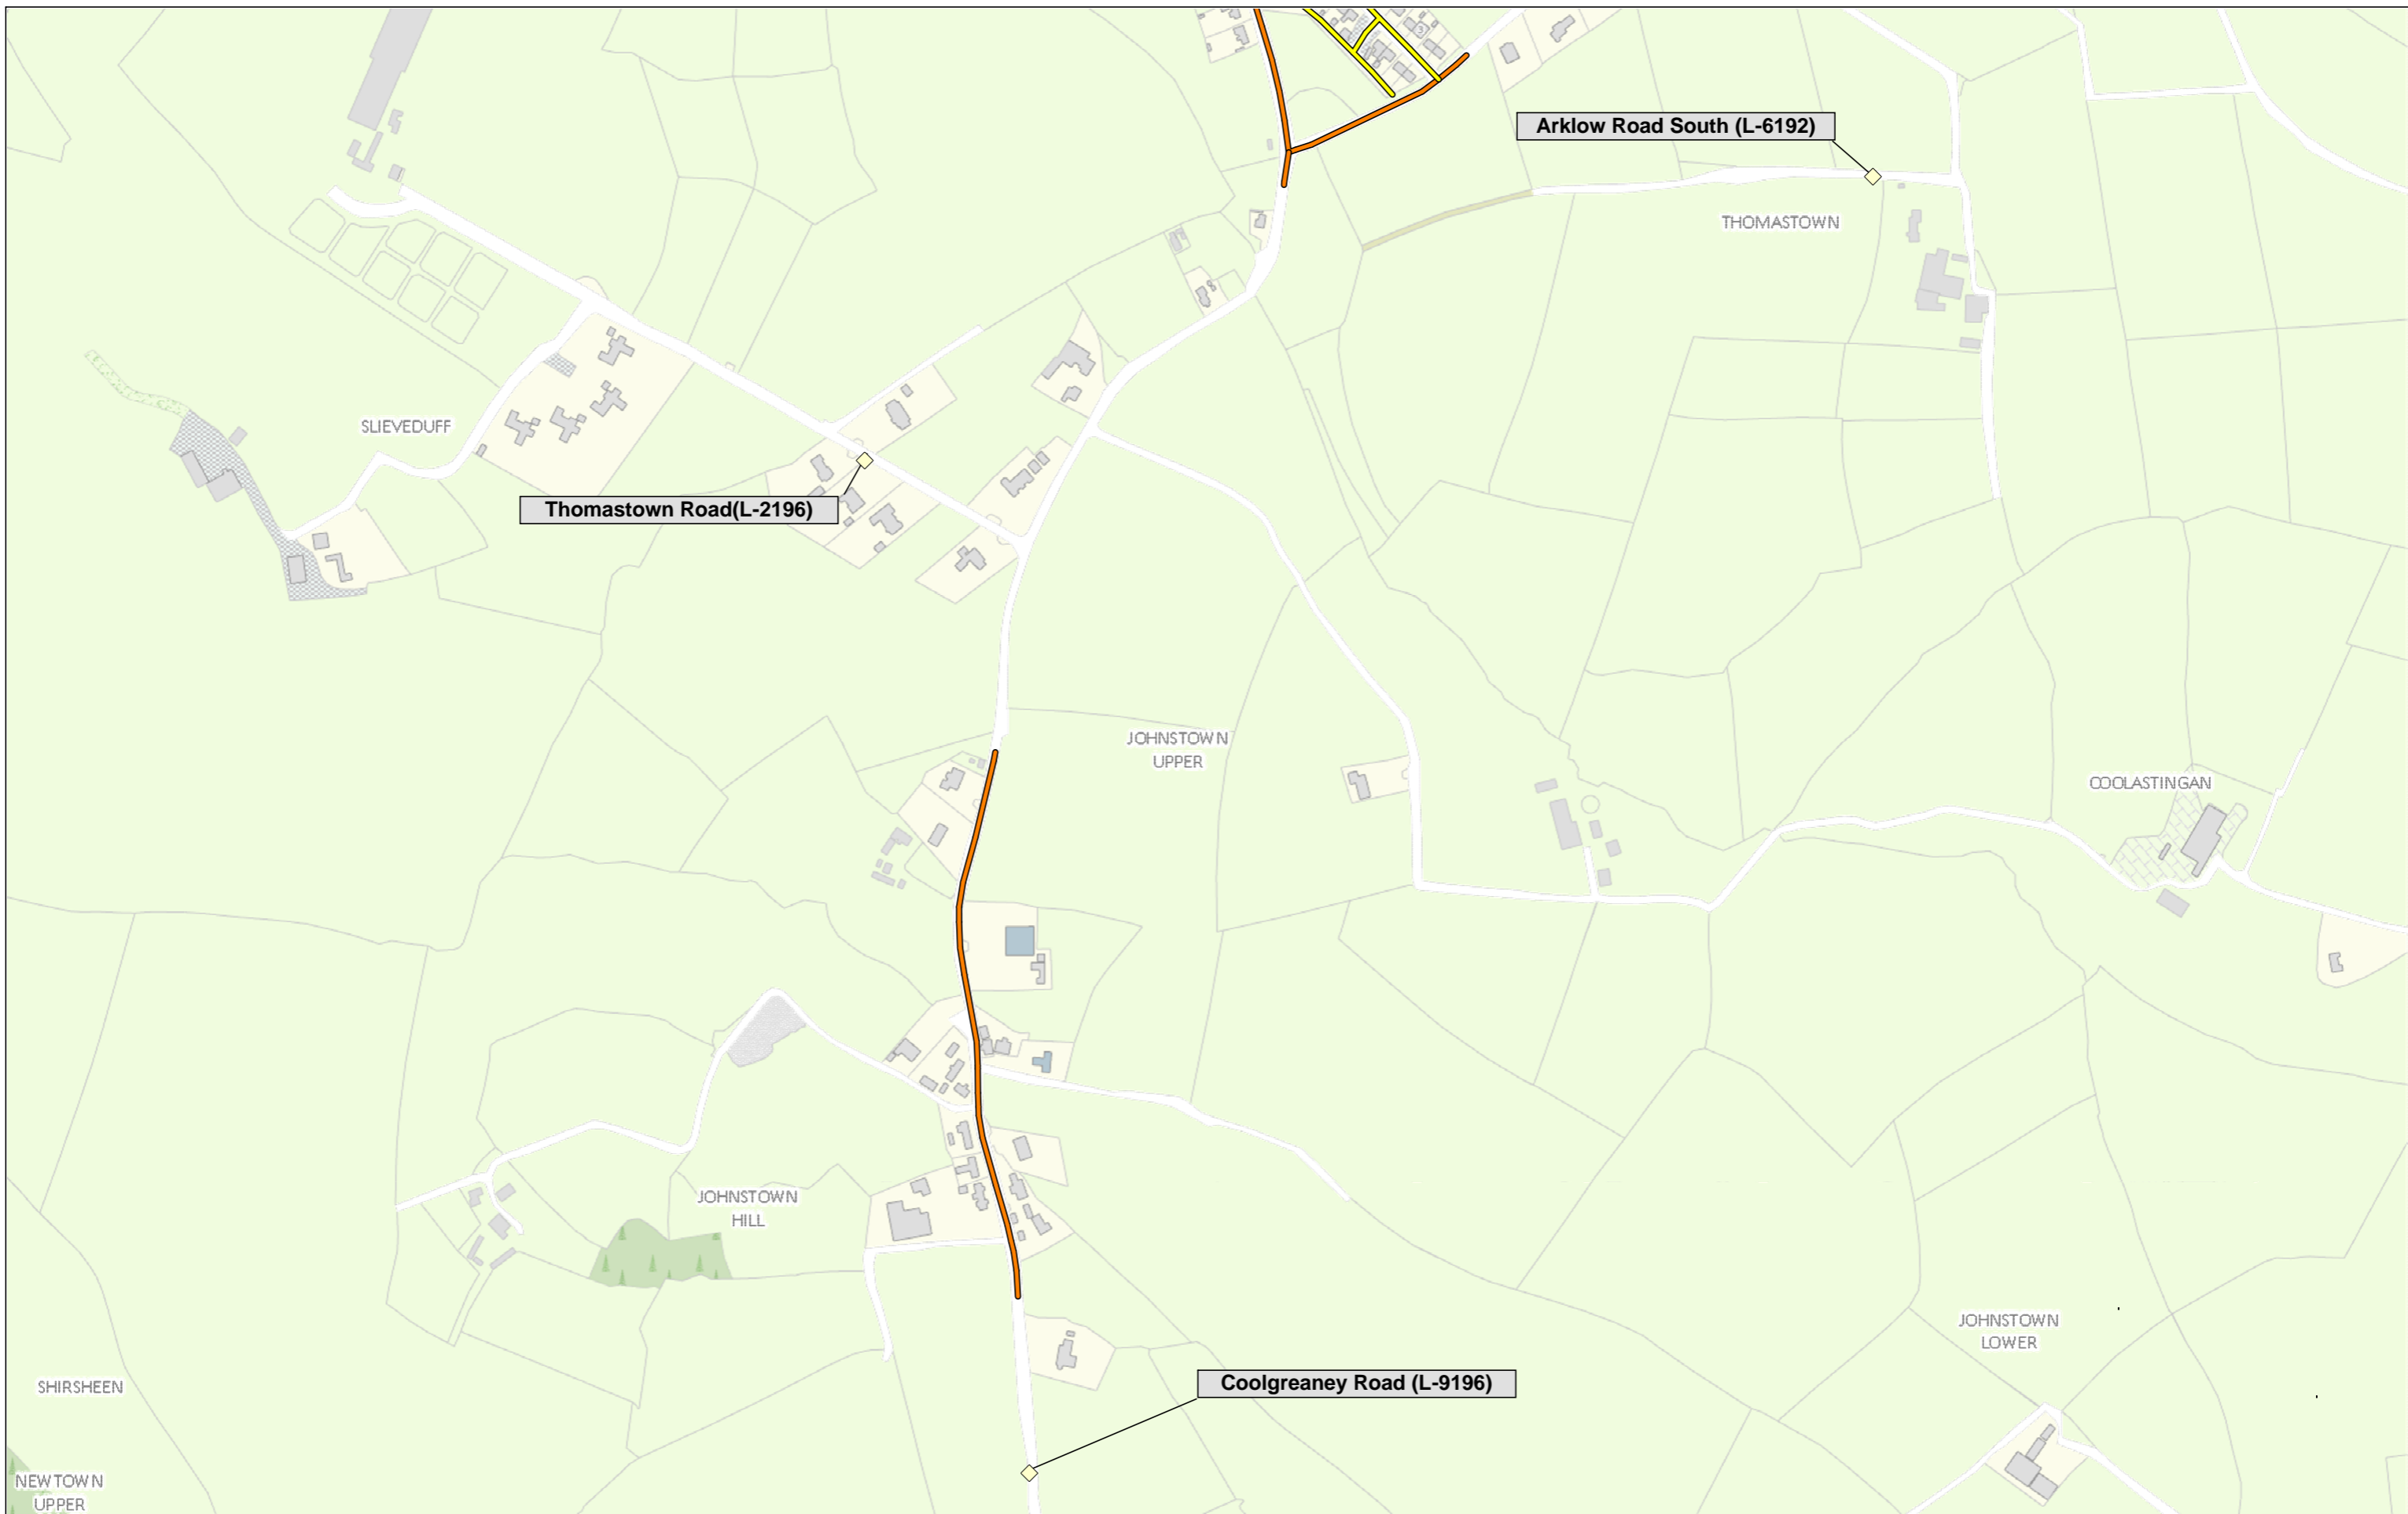 3
Arklow Road South (L-6192)
THOMASTOWN
SLIEVEDUFF
Thomastown Road(L-2196)
JOHNSTOWN
UPPER
COOLASTINGAN
JOHNSTOWN
HILL
JOHNSTOWN
LOWER
SHIRSHEEN
Coolgreaney Road (L-9196)
NEWTOWN
UPPER